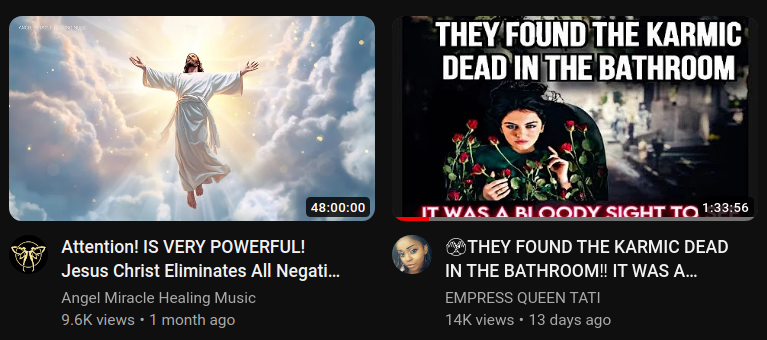 48:00:00
Attention! IS VERY POWERFUL!
Jesus Christ Eliminates All Negati...
Angel Miracle Healing Music
9.6K views • 1 month ago
THEY FOUND THE KARMIC
DEAD IN THE BATHROOM
IT WAS A BLOODY SIGHT TO
1:33:56
THEY FOUND THE KARMIC DEAD
IN THE BATHROOM!! IT WAS A...
EMPRESS QUEEN TATI
14K views • 13 days ago